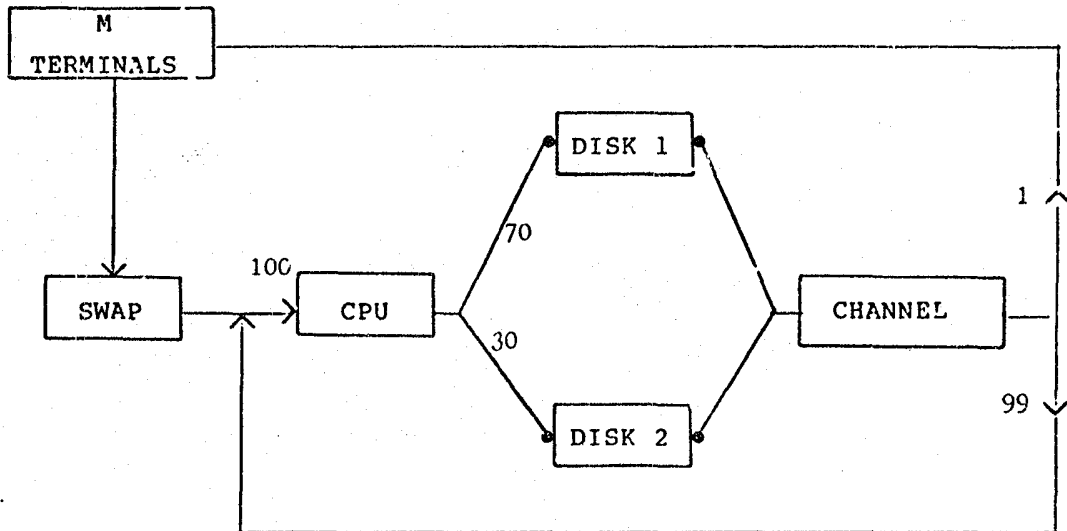 M
TERMINALS
DISK 1
1
70
100
SWAP
CPU
CHANNEL
30
99
DISK 2